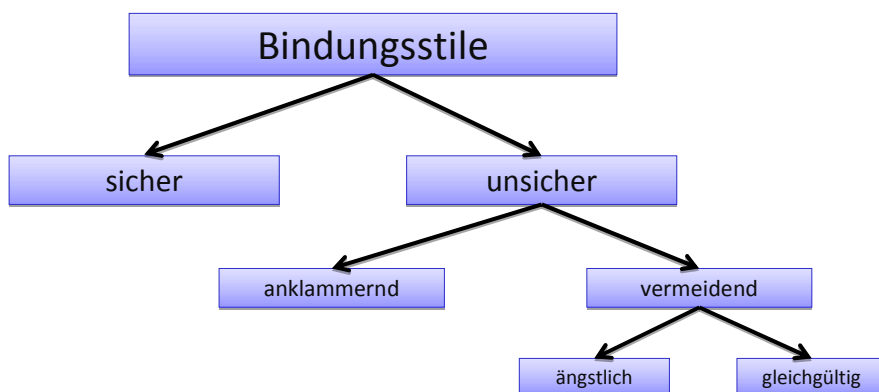 Bindungsstile
sicher
unsicher
anklammernd
vermeidend
ängstlich
gleichgültig